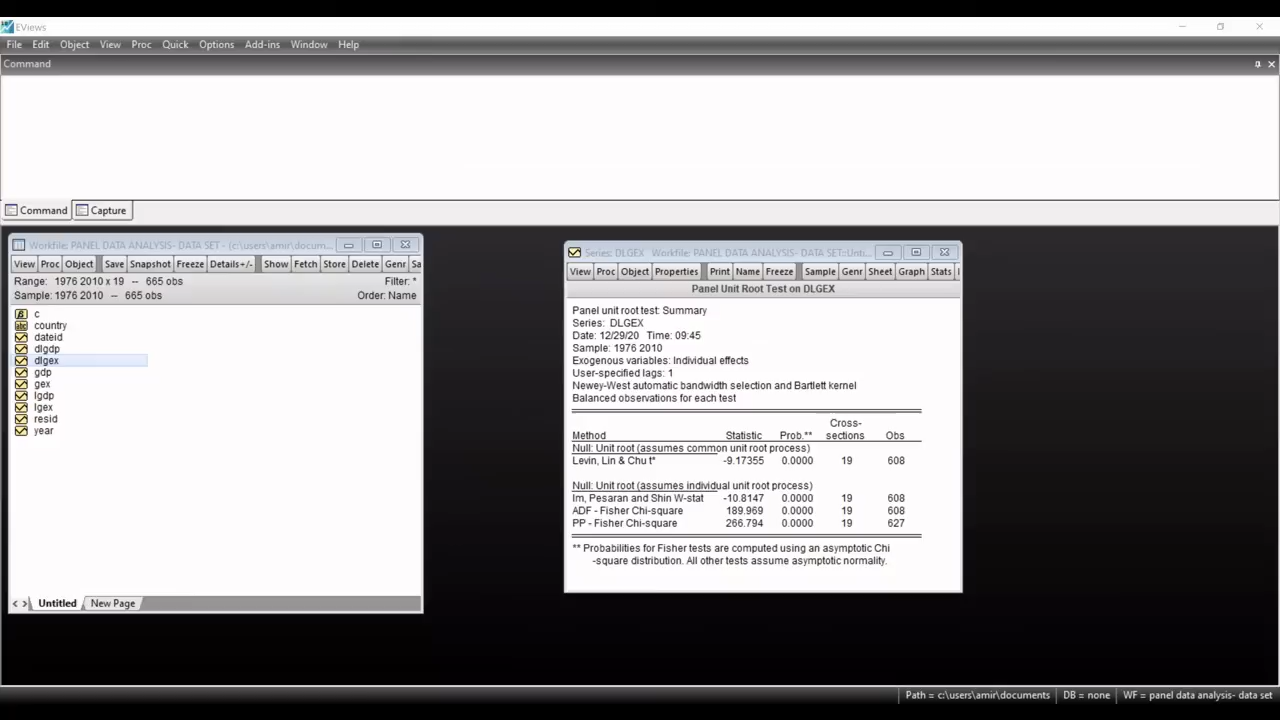 EViews
File Edit Object View Proc Quick Options Add-ins Window Help
Command
Command Capture
Workfile: PANEL DATA ANALYSIS- DATA SET - (c:\users\amir\docum...
View Proc Object Save Snapshot Freeze Details+/- Show Fetch Store Delete Genr Sa
Range: 1976 2010 x 19 -- 665 obs Filter: *
Sample: 1976 2010 -- 665 obs Order: Name
c
country
dateid
dlgdp
dlgex
gdp
gex
lgdp
lgex
resid
year
< > Untitled New Page
Series: DLGEX Workfile: PANEL DATA ANALYSIS- DATA SET::Unt...
View Proc Object Properties Print Name Freeze Sample Genr Sheet Graph Stats
Panel Unit Root Test on DLGEX
Panel unit root test: Summary
Series: DLGEX
Date: 12/29/20 Time: 09:45
Sample: 1976 2010
Exogenous variables: Individual effects
User-specified lags: 1
Newey-West automatic bandwidth selection and Bartlett kernel
Balanced observations for each test
Cross-
Method Statistic Prob.** sections Obs
Null: Unit root (assumes common unit root process)
Levin, Lin & Chu t* -9.17355 0.0000 19 608
Null: Unit root (assumes individual unit root process)
Im, Pesaran and Shin W-stat -10.8147 0.0000 19 608
ADF - Fisher Chi-square 189.969 0.0000 19 608
PP - Fisher Chi-square 266.794 0.0000 19 627
** Probabilities for Fisher tests are computed using an asymptotic Chi
-square distribution. All other tests assume asymptotic normality.
Path = c:\users\amir\documents DB = none WF = panel data analysis- data set